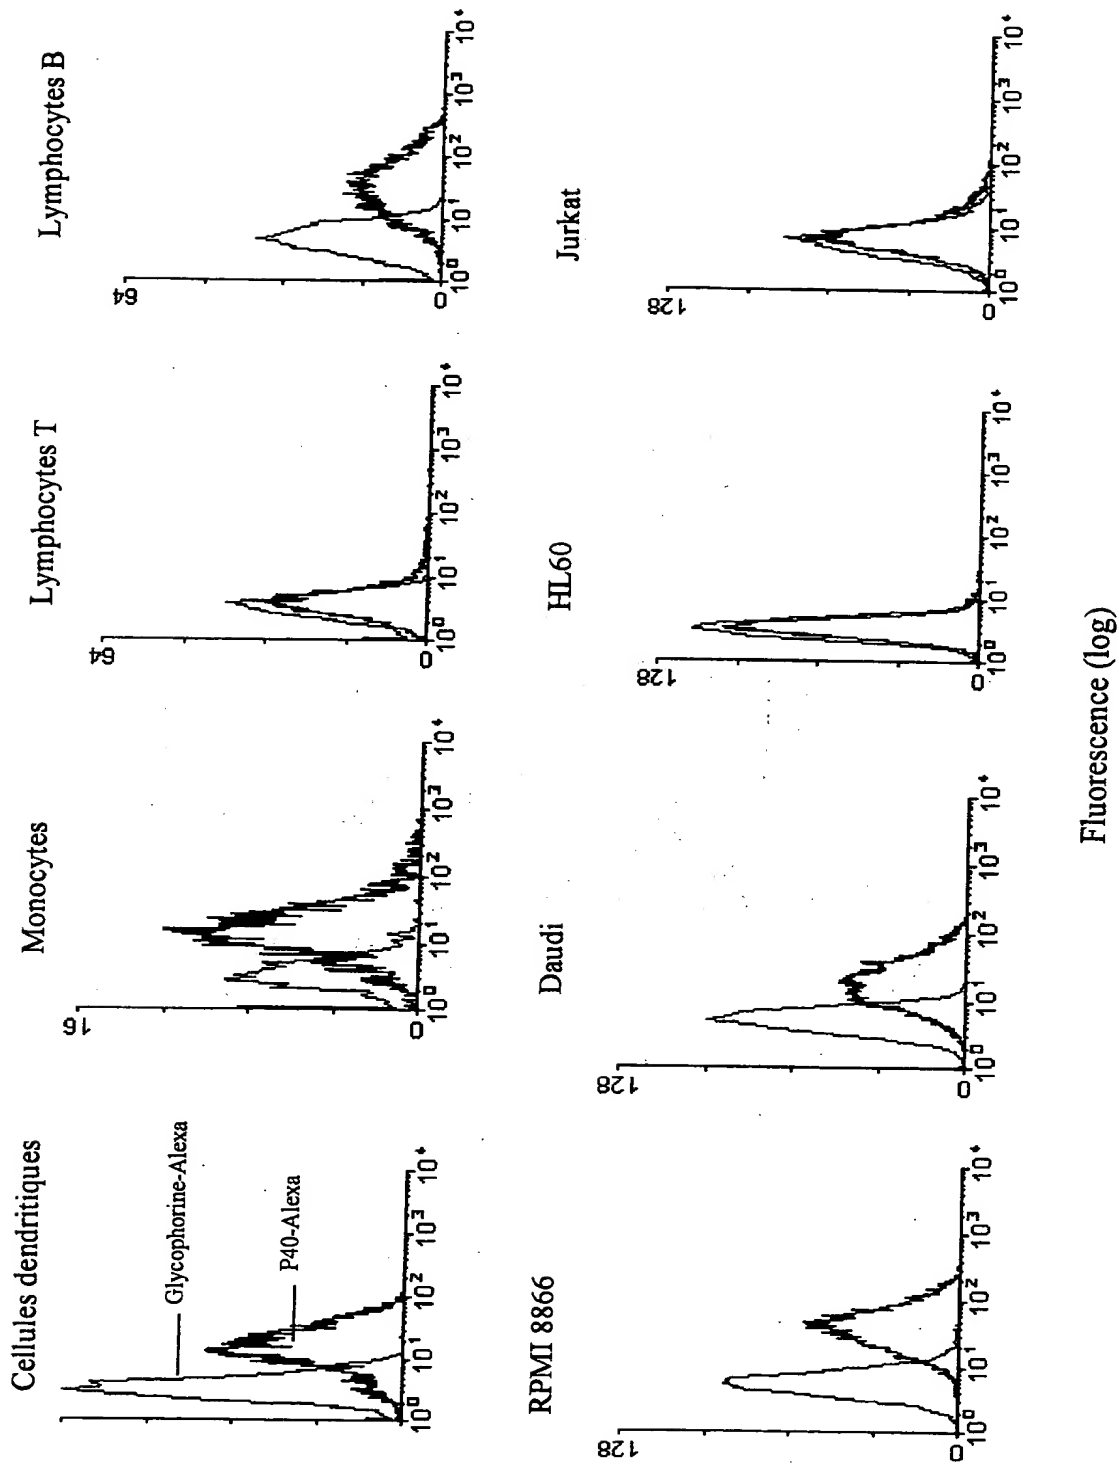 Cellules dendritiques
Glycophorine-Alexa
P40-Alexa
10⁰ 10¹ 10² 10³ 10⁴
Monocytes
16
0
10⁰ 10¹ 10² 10³ 10⁴
Lymphocytes T
64
0
10⁰ 10¹ 10² 10³ 10⁴
Lymphocytes B
64
0
10⁰ 10¹ 10² 10³ 10⁴
RPMI 8866
128
0
10⁰ 10¹ 10² 10³ 10⁴
Daudi
128
0
10⁰ 10¹ 10² 10³ 10⁴
HL60
128
0
10⁰ 10¹ 10² 10³ 10⁴
Jurkat
128
0
10⁰ 10¹ 10² 10³ 10⁴
Fluorescence (log)